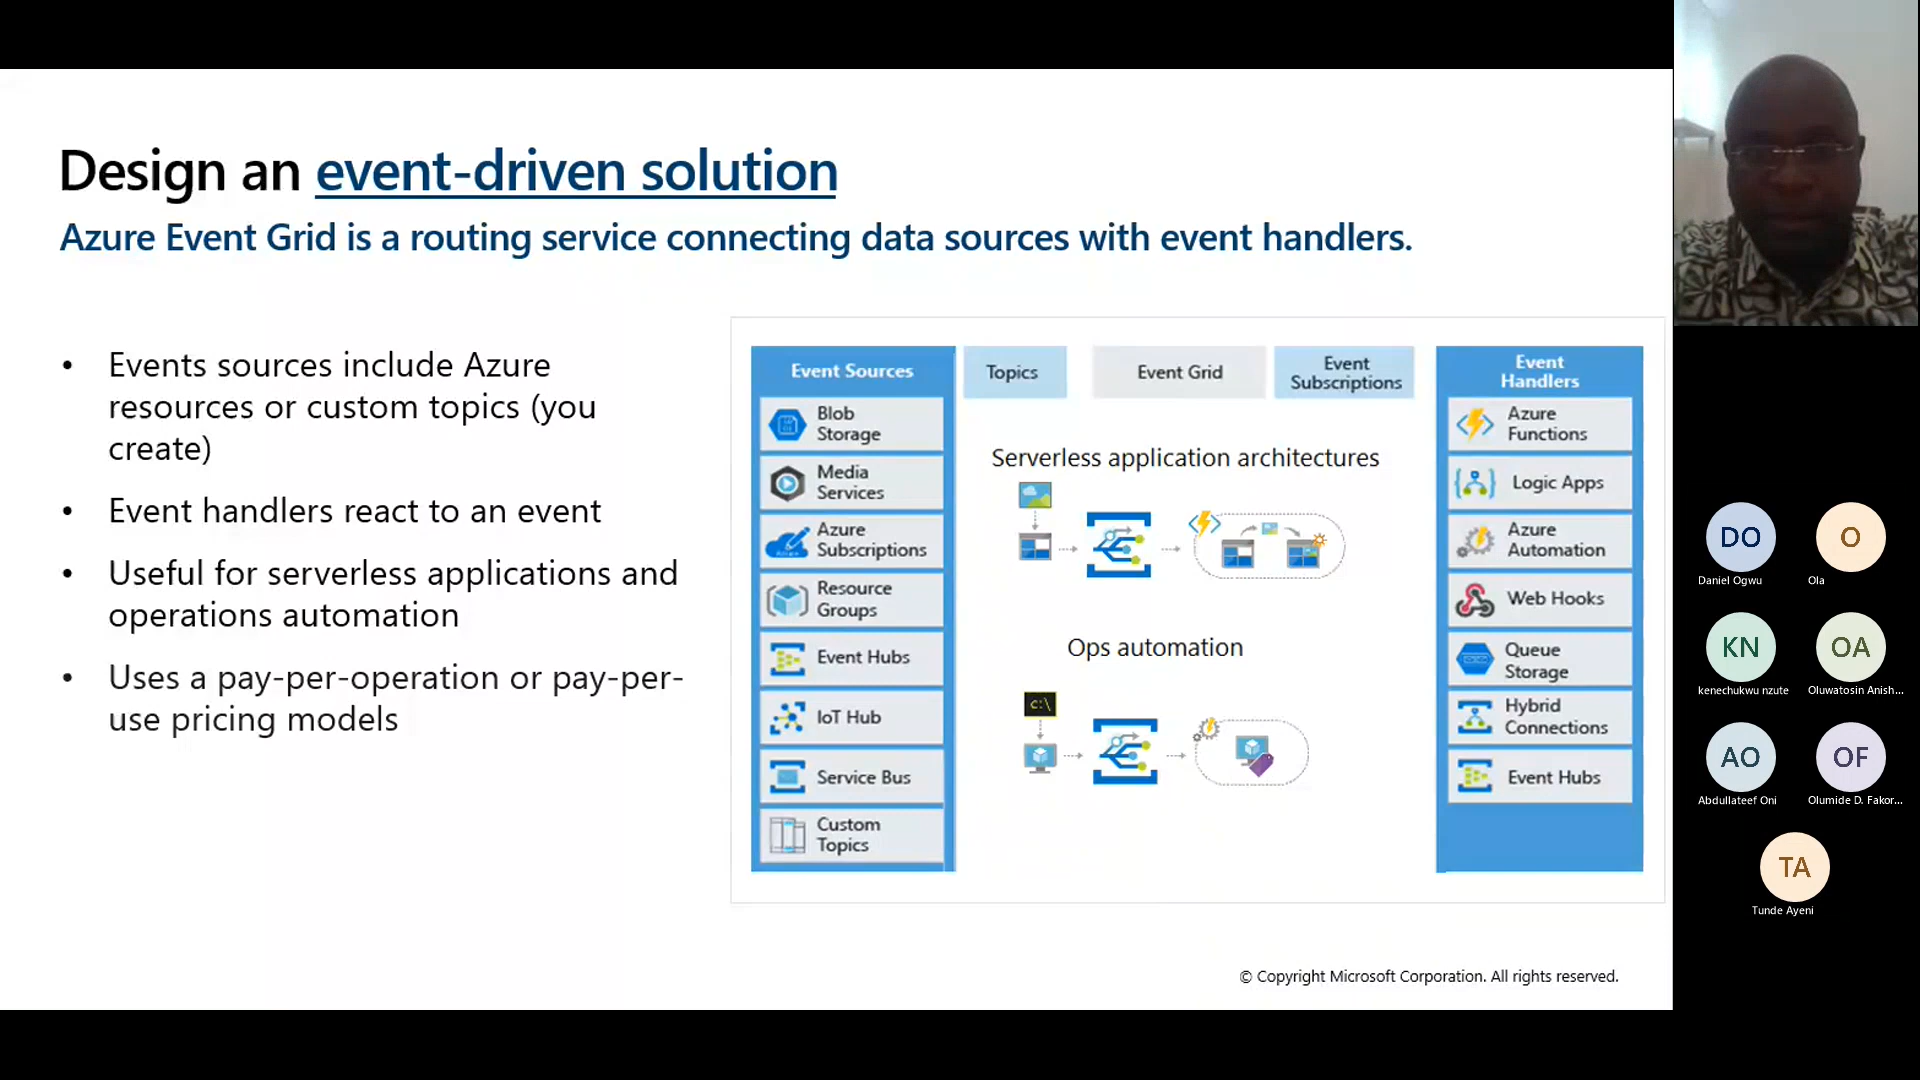 Design an event-driven solution
Azure Event Grid is a routing service connecting data sources with event handlers.
• Events sources include Azure
resources or custom topics (you
create)
• Event handlers react to an event
• Useful for serverless applications and
operations automation
• Uses a pay-per-operation or pay-per-
use pricing models
Event Sources
Blob
Storage
Media
Services
Azure
Subscriptions
Resource
Groups
Event Hubs
IoT Hub
Service Bus
Custom
Topics
Topics
Event Grid
Event
Subscriptions
Serverless application architectures
Ops automation
C:\
Event
Handlers
Azure
Functions
Logic Apps
Azure
Automation
Web Hooks
Queue
Storage
Hybrid
Connections
Event Hubs
© Copyright Microsoft Corporation. All rights reserved.
DO
Daniel Ogwu
O
Ola
KN
kenechukwu nzute
OA
Oluwatosin Anish...
AO
Abdullateef Oni
OF
Olumide D. Fakor...
TA
Tunde Ayeni